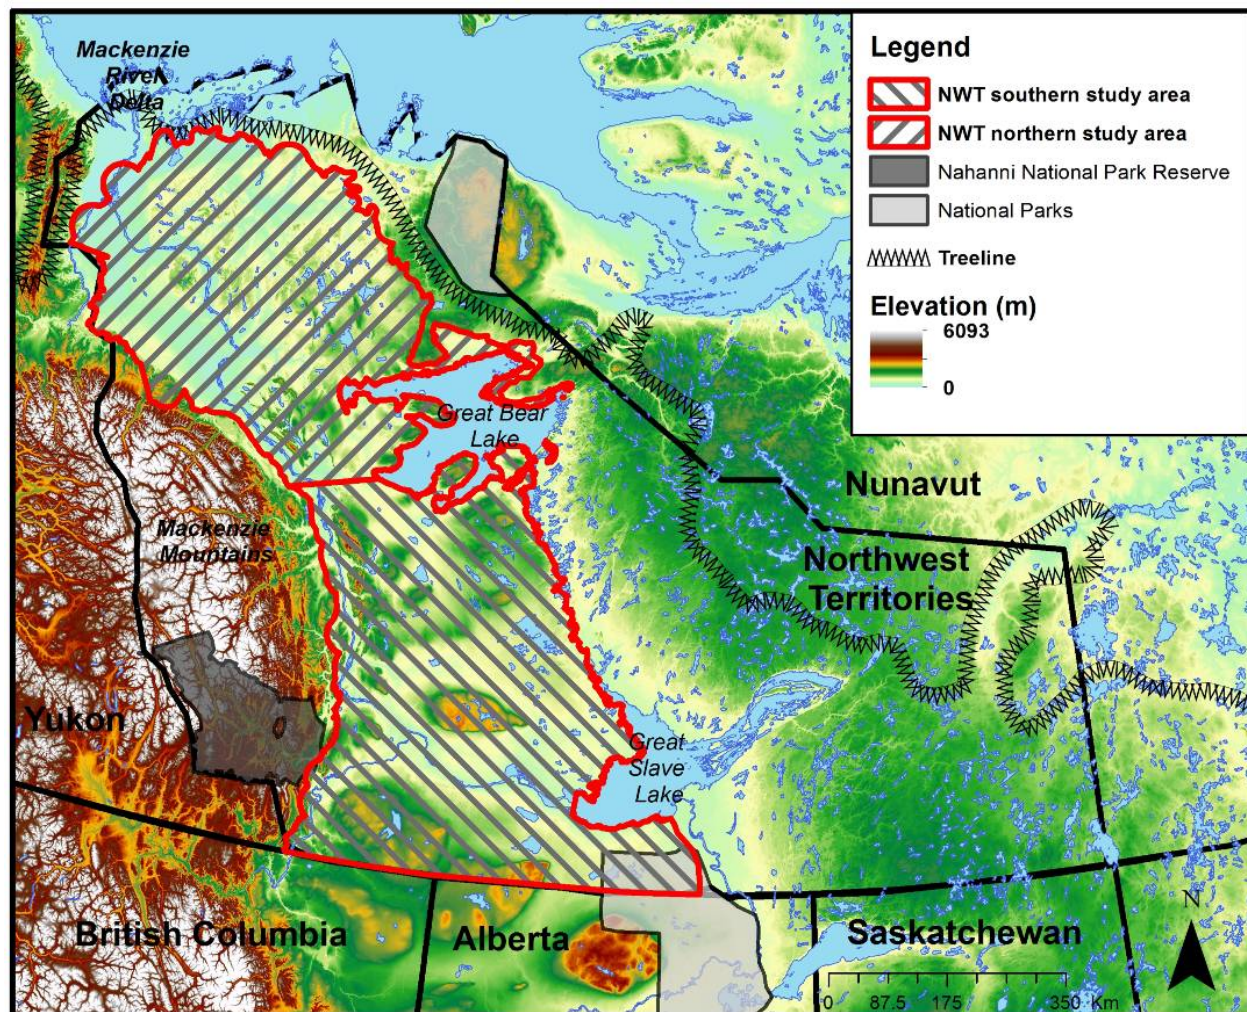 Mackenzie
River
Delta
Legend
NWT southern study area
NWT northern study area
Nahanni National Park Reserve
National Parks
Treeline
Elevation (m)
6093
0
Great Bear
Lake
Nunavut
Mackenzie
Mountains
Northwest
Territories
Yukon
Great
Slave
Lake
British Columbia
Alberta
Saskatchewan
N
0 87.5 175 350 Km